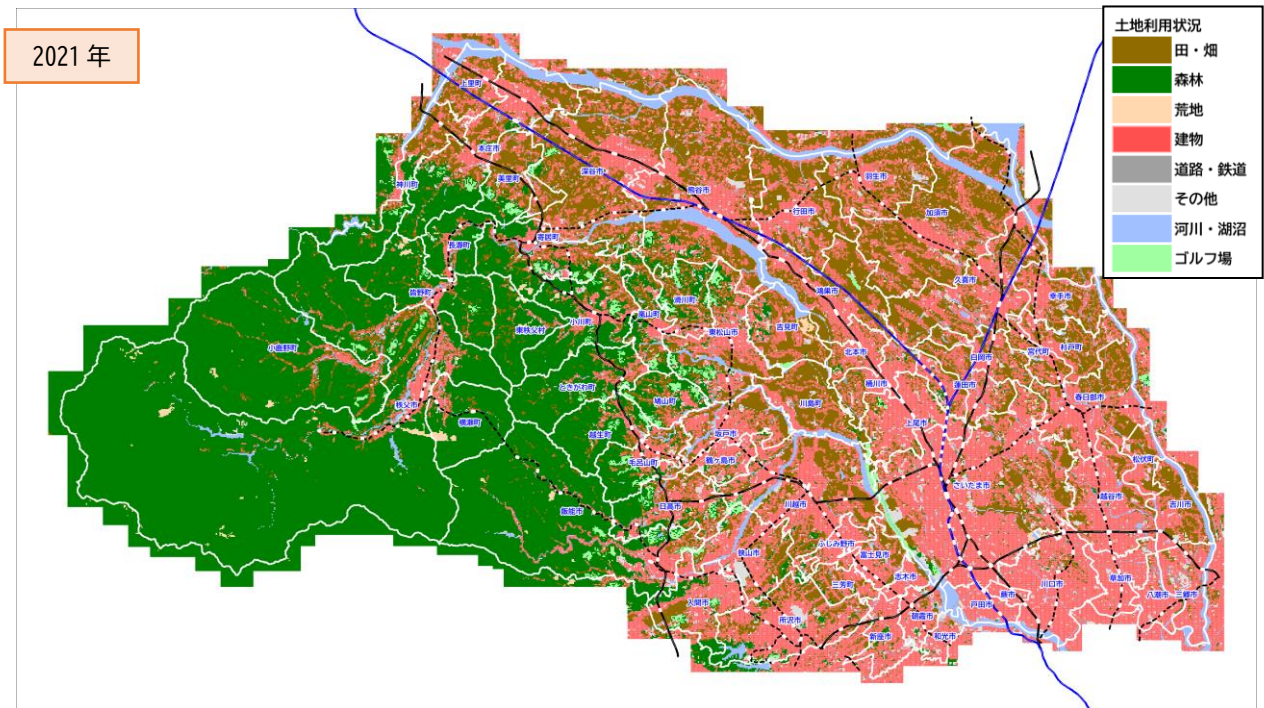 2021 年
土地利用状況
田・畑
森林
荒地
建物
道路・鉄道
その他
河川・湖沼
ゴルフ場
上里町
本庄市
美里町
神川町
深谷市
熊谷市
行田市
羽生市
加須市
長瀞町
寄居町
皆野町
小鹿野町
東秩父村
小川町
嵐山町
滑川町
東松山市
吉見町
鴻巣市
久喜市
幸手市
北本市
白岡市
宮代町
杉戸町
桶川市
蓮田市
春日部市
秩父市
横瀬町
ときがわ町
鳩山町
川島町
上尾市
越生町
坂戸市
毛呂山町
鶴ヶ島市
松伏町
さいたま市
越谷市
吉川市
飯能市
日高市
川越市
狭山市
ふじみ野市
富士見市
三芳町
志木市
川口市
草加市
八潮市
三郷市
入間市
所沢市
朝霞市
戸田市
蕨市
新座市
和光市